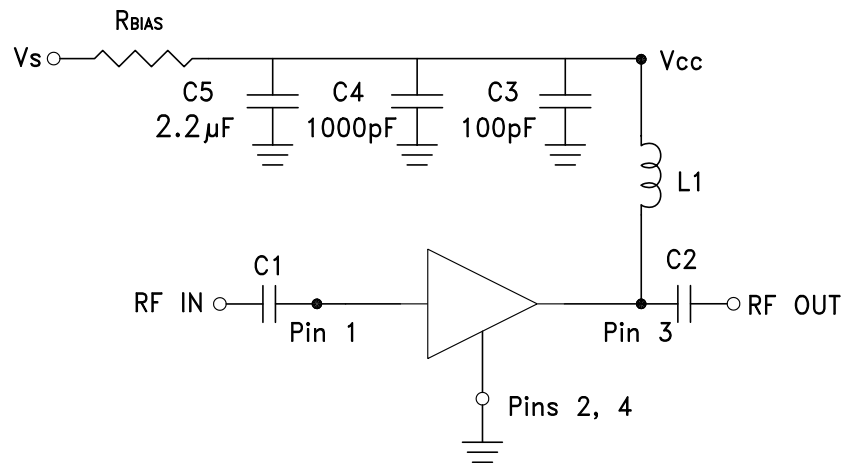 RBIAS
Vs
Vcc
C5
2.2µF
C4
1000pF
C3
100pF
L1
C1
C2
RF IN
RF OUT
Pin 1
Pin 3
Pins 2, 4